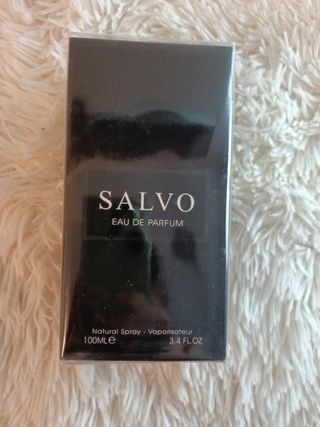 SALVO
EAU DE PARFUM
Natural Spray - Vaporisateur
100ML℮ 3.4 FL.OZ